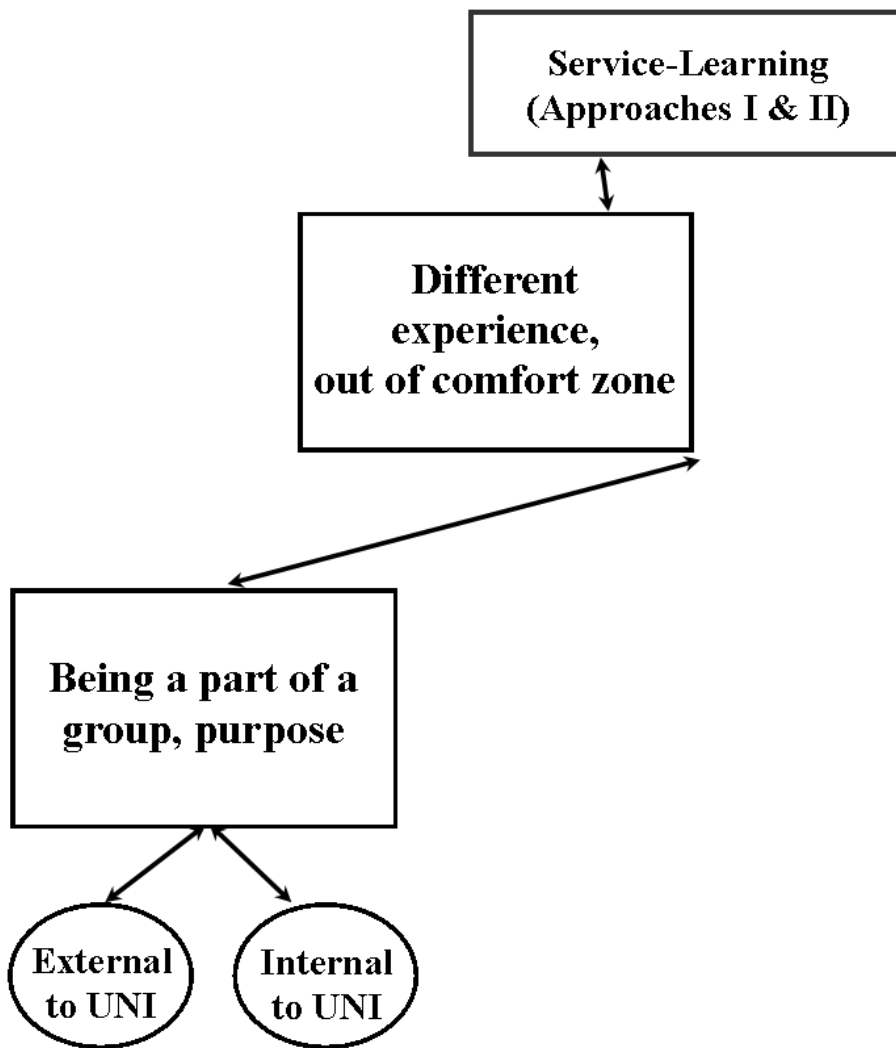 Service-Learning
(Approaches I & II)
Different
experience,
out of comfort zone
Being a part of a
group, purpose
External
to UNI
Internal
to UNI